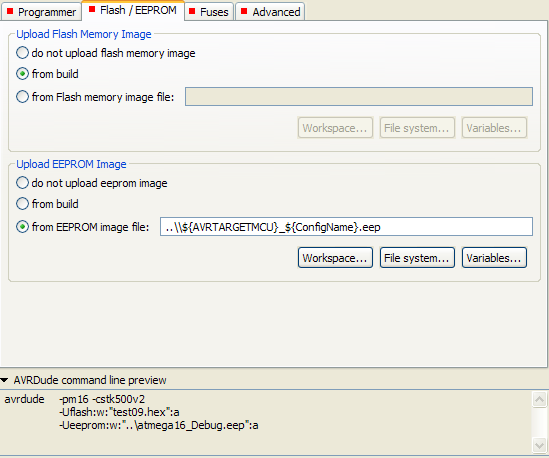 Programmer Flash / EEPROM Fuses Advanced
Upload Flash Memory Image
do not upload flash memory image
from build
from Flash memory image file:
Workspace... File system... Variables...
Upload EEPROM Image
do not upload eeprom image
from build
from EEPROM image file: ..\\${AVRTARGETMCU}_${ConfigName}.eep
Workspace... File system... Variables...
AVRDude command line preview
avrdude -pm16 -cstk500v2
-Uflash:w:"test09.hex":a
-Ueeprom:w:"..\atmega16_Debug.eep":a